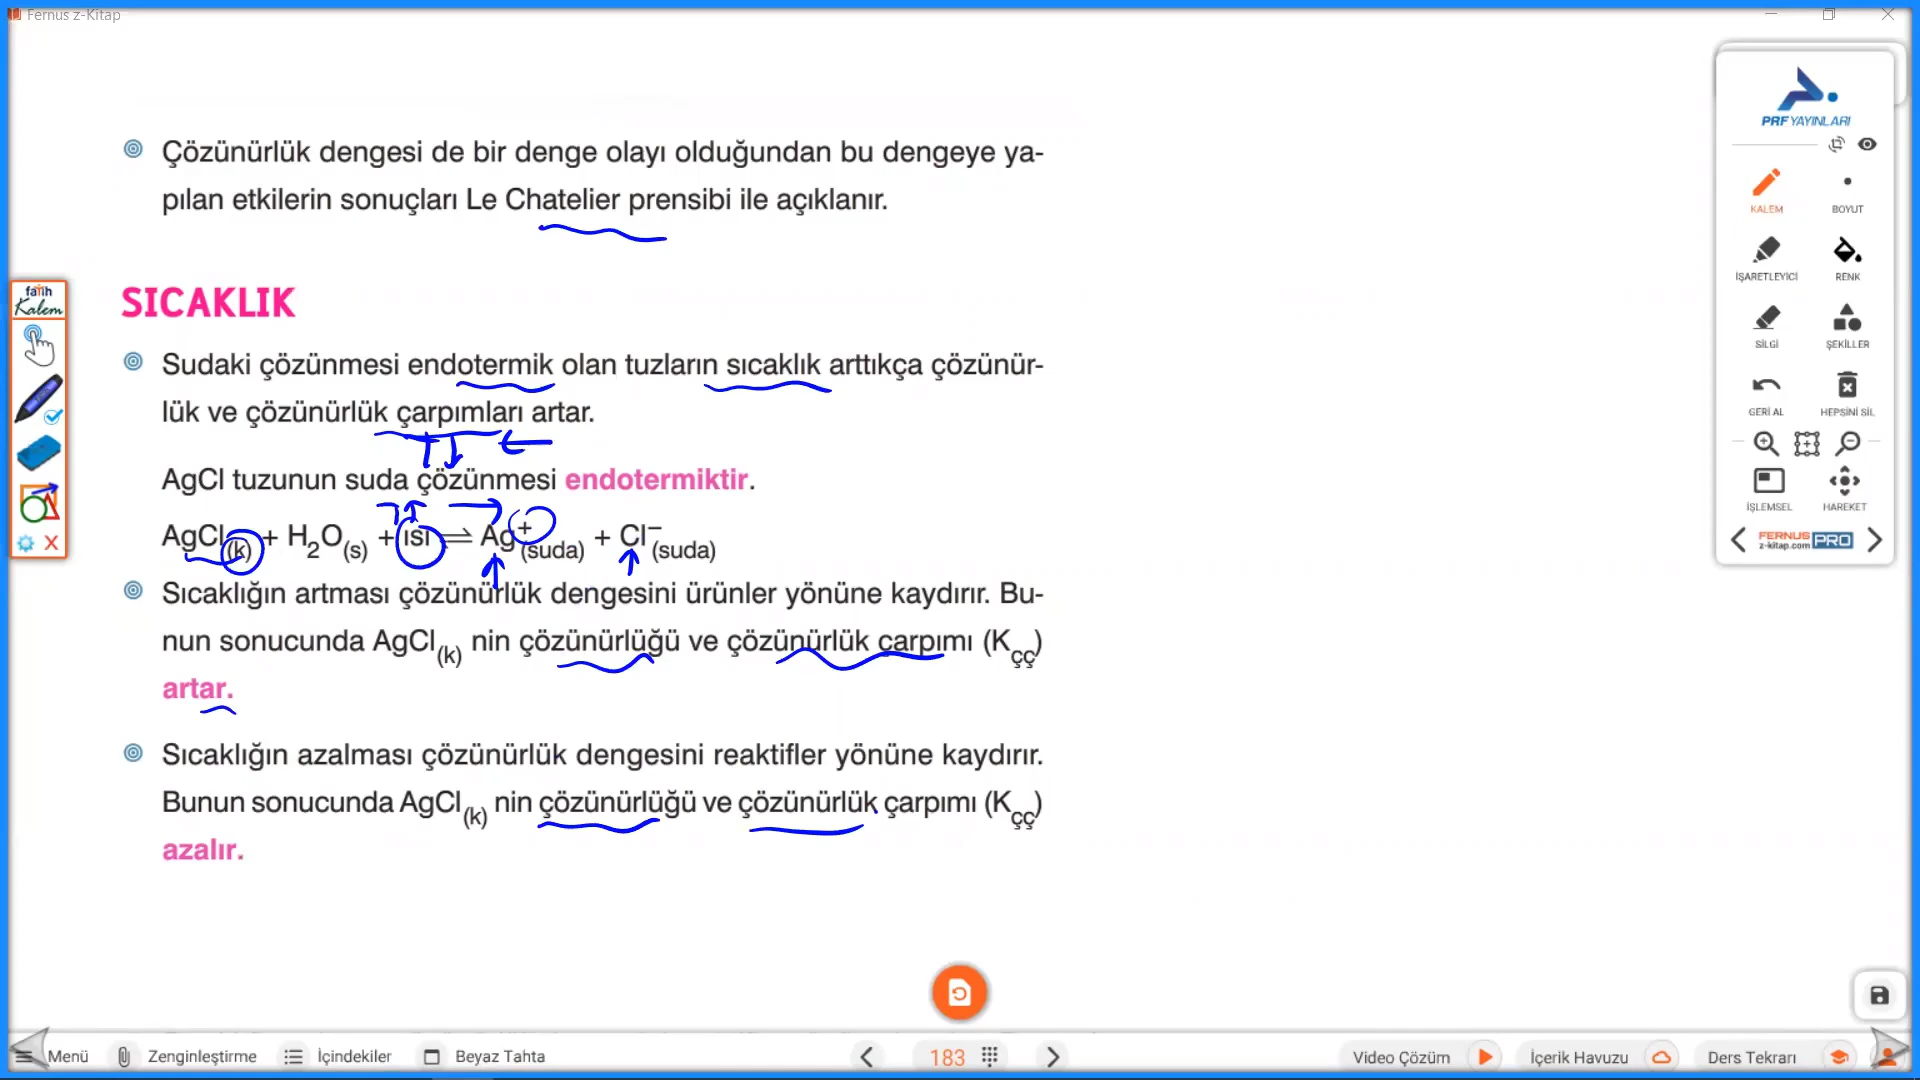 Fernus z-Kitap
Çözünürlük dengesi de bir denge olayı olduğundan bu dengeye ya-
pılan etkilerin sonuçları Le Chatelier prensibi ile açıklanır.
SICAKLIK
Sudaki çözünmesi endotermik olan tuzların sıcaklık arttıkça çözünür-
lük ve çözünürlük çarpımları artar.
AgCl tuzunun suda çözünmesi endotermiktir.
AgCl(k) + H2O(s) + ısı ⇌ Ag+(suda) + Cl–(suda)
Sıcaklığın artması çözünürlük dengesini ürünler yönüne kaydırır. Bu-
nun sonucunda AgCl(k) nin çözünürlüğü ve çözünürlük çarpımı (Kçç)
artar.
Sıcaklığın azalması çözünürlük dengesini reaktifler yönüne kaydırır.
Bunun sonucunda AgCl(k) nin çözünürlüğü ve çözünürlük çarpımı (Kçç)
azalır.
fatih
Kalem
PRF YAYINLARI
KALEM
BOYUT
İŞARETLEYİCİ
RENK
SİLGİ
ŞEKİLLER
GERİ AL
HEPSİNİ SİL
İŞLEMSEL
HAREKET
FERNUS
z-kitap.com PRO
Menü
Zenginleştirme
İçindekiler
Beyaz Tahta
183
Video Çözüm
İçerik Havuzu
Ders Tekrarı